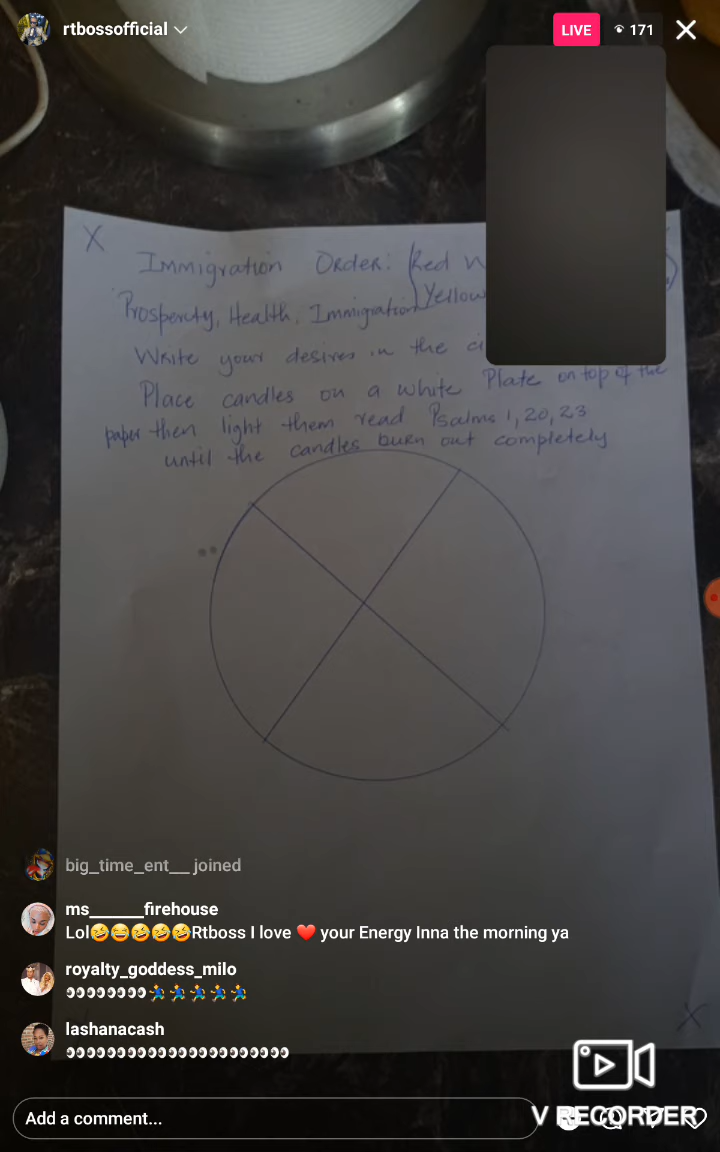 rtbossofficial
LIVE
171
X
Immigration Order: Red
Prosperity, Health, Immigration Yellow
Write your desires in the
Place candles on a white Plate on top of the
paper then light them read Psalms 1, 20, 23
until the candles burn out completely
big_time_ent__ joined
ms______firehouse
Lol🤣😂🤣🤣🤣Rtboss I love ❤️ your Energy Inna the morning ya
royalty_goddess_milo
👀👀👀👀👀👀👀👀🏃‍♂️🏃‍♂️🏃‍♂️🏃‍♂️🏃‍♂️
lashanacash
👀👀👀👀👀👀👀👀👀👀👀👀👀👀👀👀👀👀👀👀👀👀
X
Add a comment...
V RECORDER